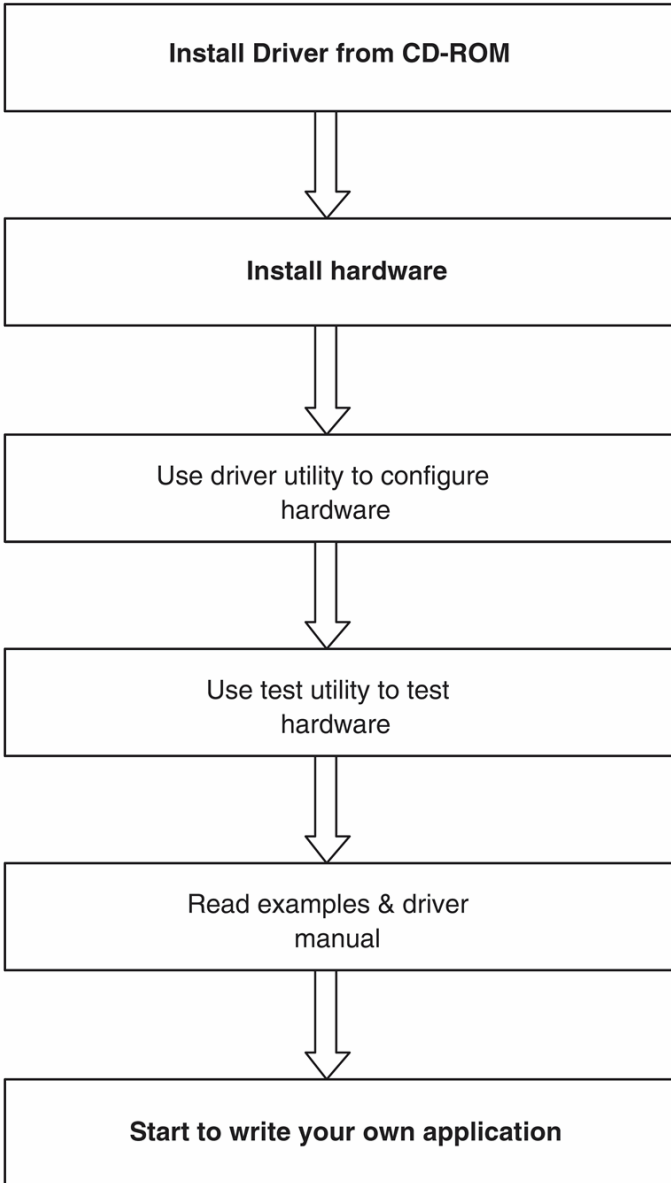 Install Driver from CD-ROM
Install hardware
Use driver utility to configure
hardware
Use test utility to test
hardware
Read examples & driver
manual
Start to write your own application